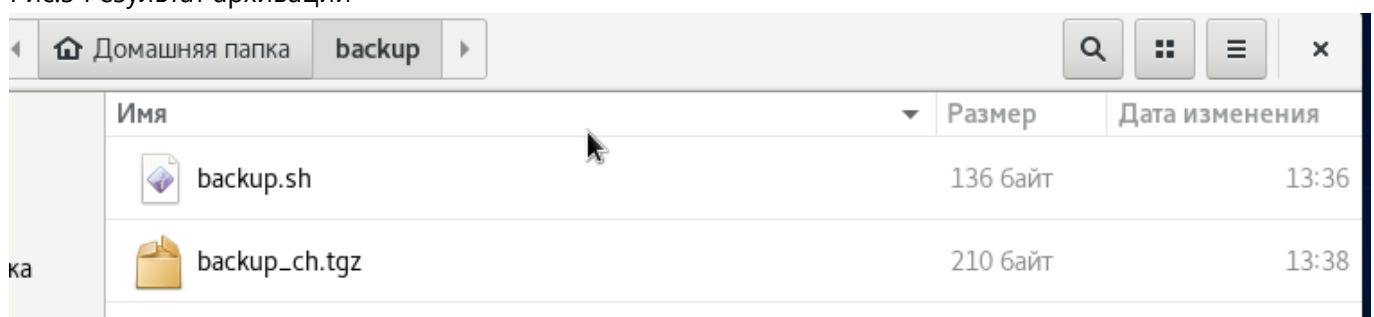 Рис.3 Результат архивации
Домашняя папка backup
Имя Размер Дата изменения
backup.sh 136 байт 13:36
backup_ch.tgz 210 байт 13:38
ка